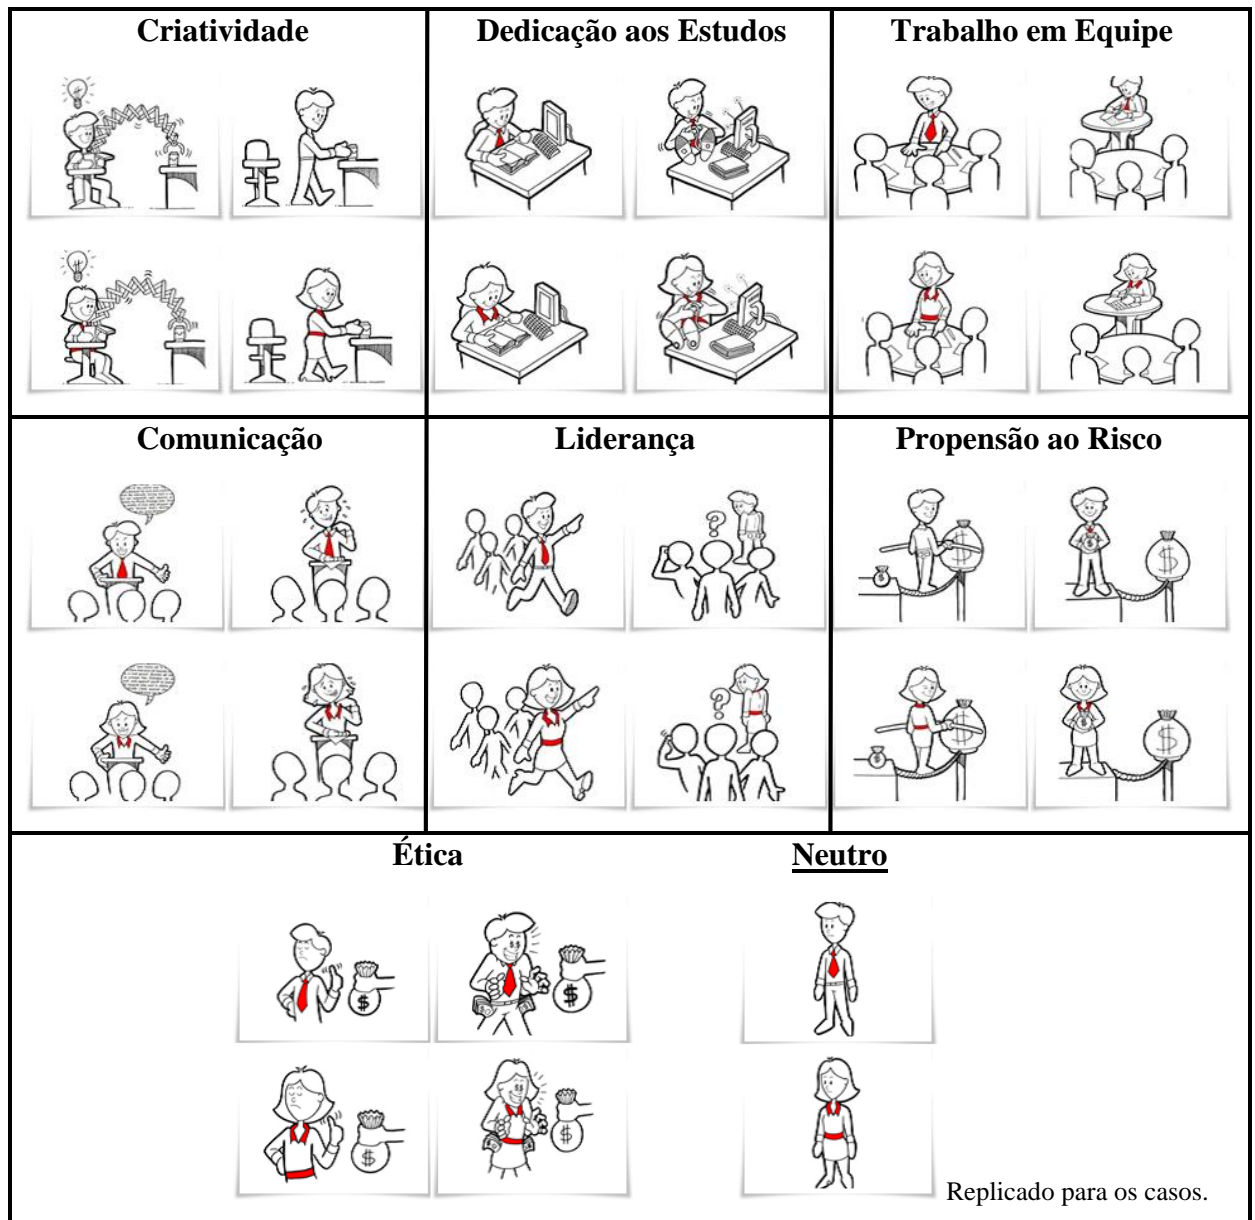 Criatividade
Dedicação aos Estudos
Trabalho em Equipe
Comunicação
Liderança
Propensão ao Risco
$
$
$
$
$
$
$
$
?
?
Ética
Neutro
$
$
$
$
Replicado para os casos.